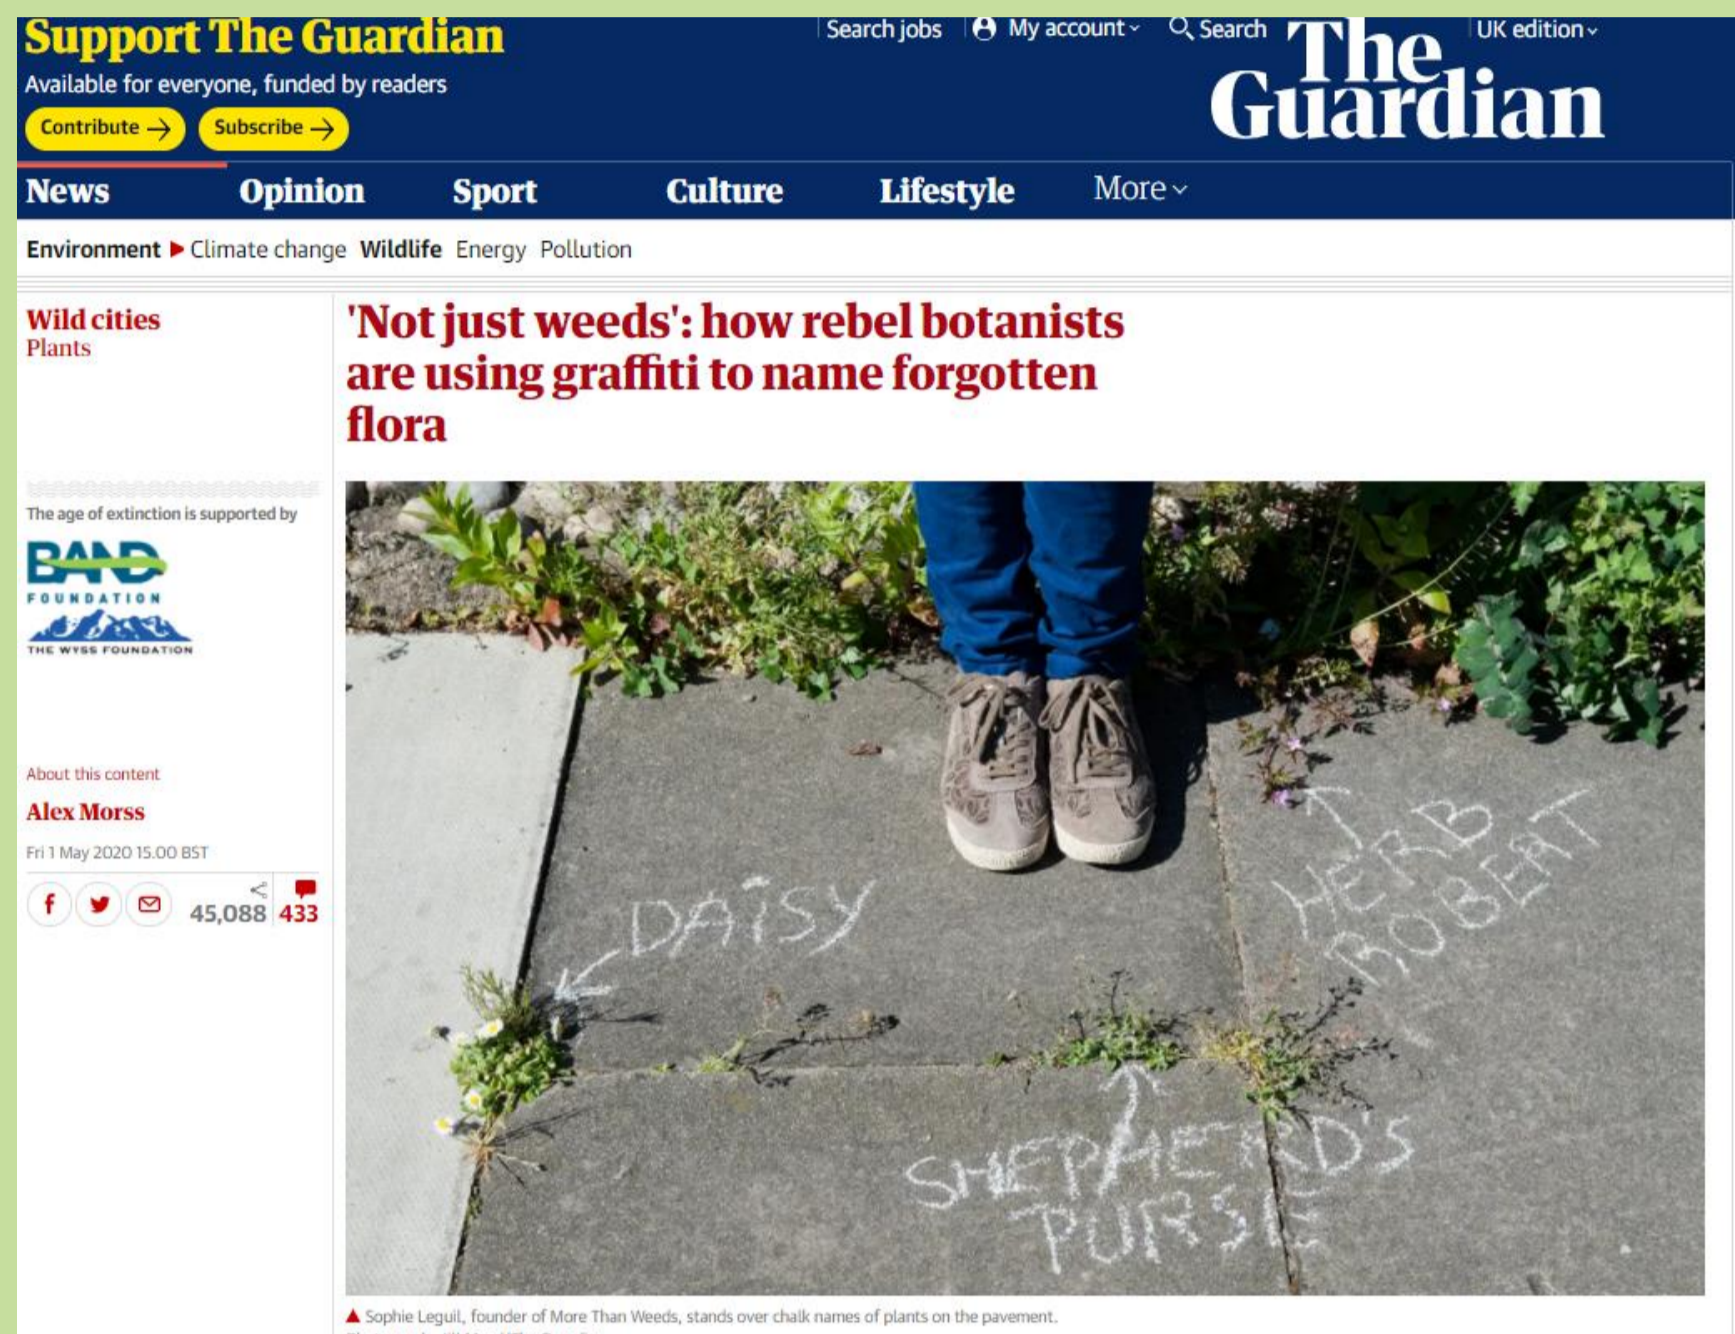 Support The Guardian
Available for everyone, funded by readers
Contribute →
Subscribe →
Search jobs
My account
Search
The Guardian
UK edition
News
Opinion
Sport
Culture
Lifestyle
More
Environment
Climate change
Wildlife
Energy
Pollution
Wild cities
Plants
'Not just weeds': how rebel botanists
are using graffiti to name forgotten
flora
The age of extinction is supported by
BAND
FOUNDATION
THE WYSS FOUNDATION
About this content
Alex Morss
Fri 1 May 2020 15.00 BST
45,088
433
DAiSY
HERB
ROBERT
SHEPHERD'S
PURSE
Sophie Leguil, founder of More Than Weeds, stands over chalk names of plants on the pavement.